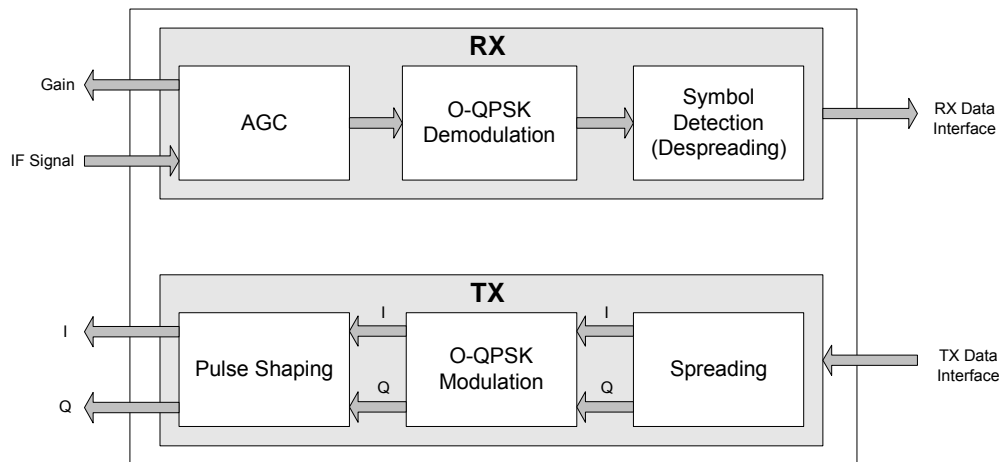 RX
Gain
IF Signal
AGC
O-QPSK
Demodulation
Symbol
Detection
(Despreading)
RX Data
Interface
TX
I
Q
Pulse Shaping
I
Q
O-QPSK
Modulation
I
Q
Spreading
TX Data
Interface